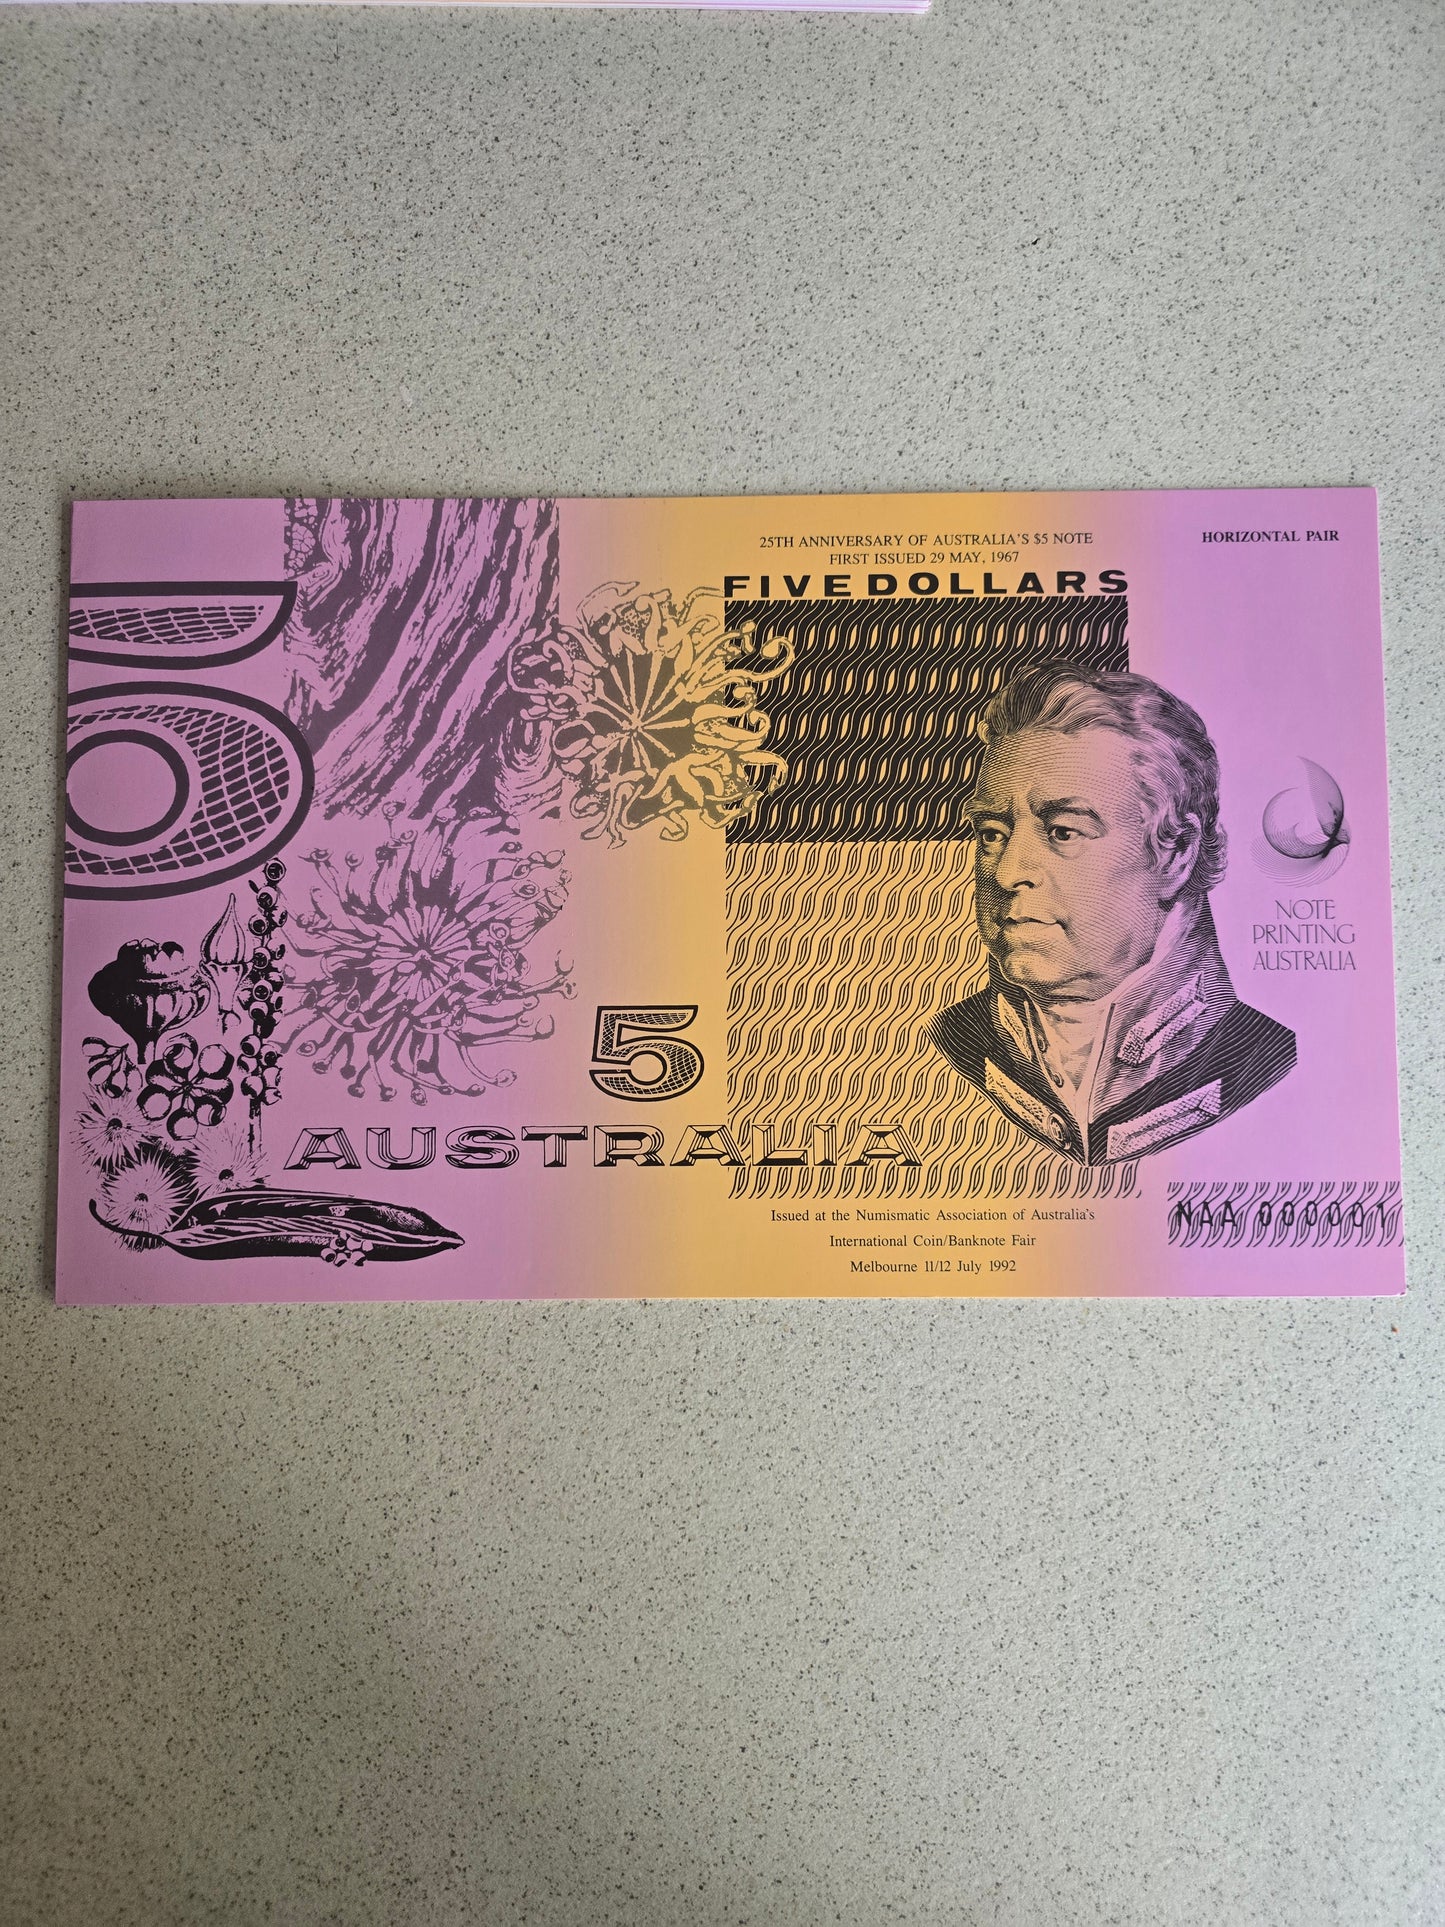 25TH ANNIVERSARY OF AUSTRALIA'S $5 NOTE
FIRST ISSUED 29 MAY, 1967
HORIZONTAL PAIR
FIVE DOLLARS
NOTE
PRINTING
AUSTRALIA
5
AUSTRALIA
NAA 000001
Issued at the Numismatic Association of Australia's
International Coin/Banknote Fair
Melbourne 11/12 July 1992